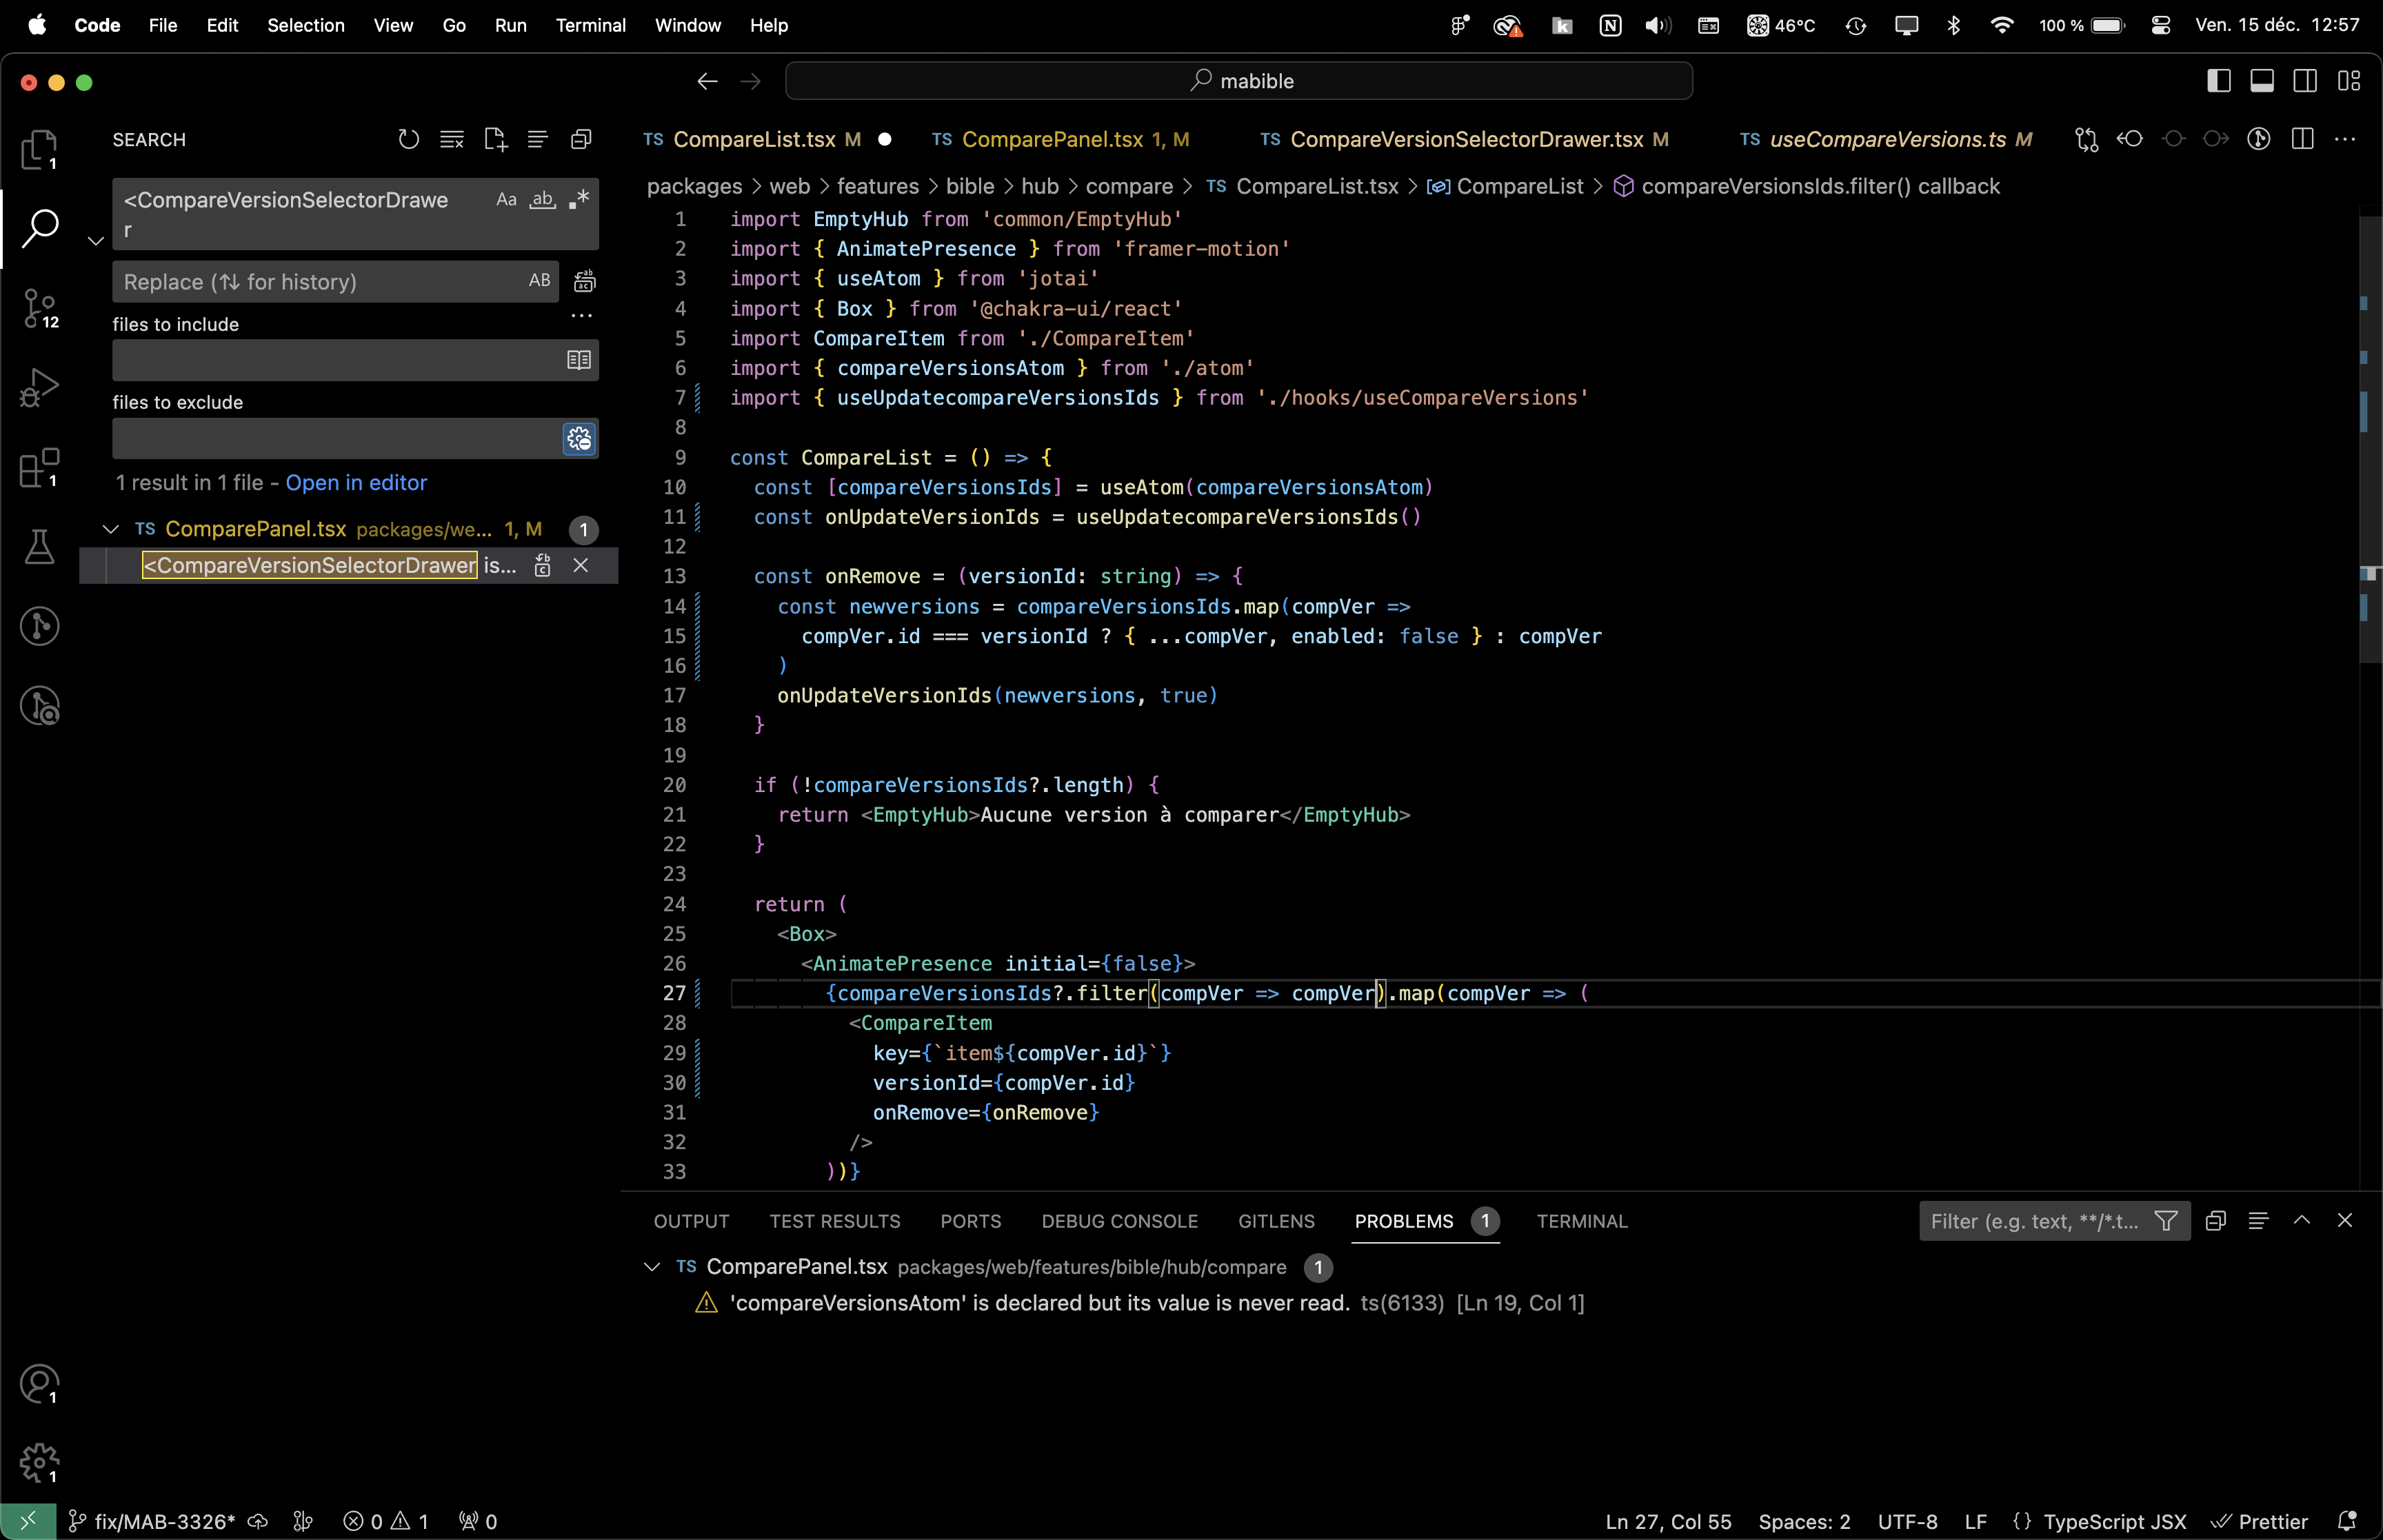 Code File Edit Selection View Go Run Terminal Window Help 46°C 100 % Ven. 15 déc. 12:57
mabible
SEARCH
<CompareVersionSelectorDrawe
r
Aa ab
Replace (⇅ for history) AB
files to include
files to exclude
1 result in 1 file - Open in editor
TS ComparePanel.tsx packages/we... 1, M 1
<CompareVersionSelectorDrawer is...
1
12
1
1
1
TS CompareList.tsx M TS ComparePanel.tsx 1, M TS CompareVersionSelectorDrawer.tsx M TS useCompareVersions.ts M
packages > web > features > bible > hub > compare > TS CompareList.tsx > CompareList > compareVersionsIds.filter() callback
1 import EmptyHub from 'common/EmptyHub'
2 import { AnimatePresence } from 'framer-motion'
3 import { useAtom } from 'jotai'
4 import { Box } from '@chakra-ui/react'
5 import CompareItem from './CompareItem'
6 import { compareVersionsAtom } from './atom'
7 import { useUpdatecompareVersionsIds } from './hooks/useCompareVersions'
8
9 const CompareList = () => {
10 const [compareVersionsIds] = useAtom(compareVersionsAtom)
11 const onUpdateVersionIds = useUpdatecompareVersionsIds()
12
13 const onRemove = (versionId: string) => {
14 const newversions = compareVersionsIds.map(compVer =>
15 compVer.id === versionId ? { ...compVer, enabled: false } : compVer
16 )
17 onUpdateVersionIds(newversions, true)
18 }
19
20 if (!compareVersionsIds?.length) {
21 return <EmptyHub>Aucune version à comparer</EmptyHub>
22 }
23
24 return (
25 <Box>
26 <AnimatePresence initial={false}>
27 {compareVersionsIds?.filter(compVer => compVer).map(compVer => (
28 <CompareItem
29 key={`item${compVer.id}`}
30 versionId={compVer.id}
31 onRemove={onRemove}
32 />
33 ))}
OUTPUT TEST RESULTS PORTS DEBUG CONSOLE GITLENS PROBLEMS 1 TERMINAL Filter (e.g. text, **/*.t...
TS ComparePanel.tsx packages/web/features/bible/hub/compare 1
'compareVersionsAtom' is declared but its value is never read. ts(6133) [Ln 19, Col 1]
fix/MAB-3326* 0 1 0 Ln 27, Col 55 Spaces: 2 UTF-8 LF {} TypeScript JSX Prettier